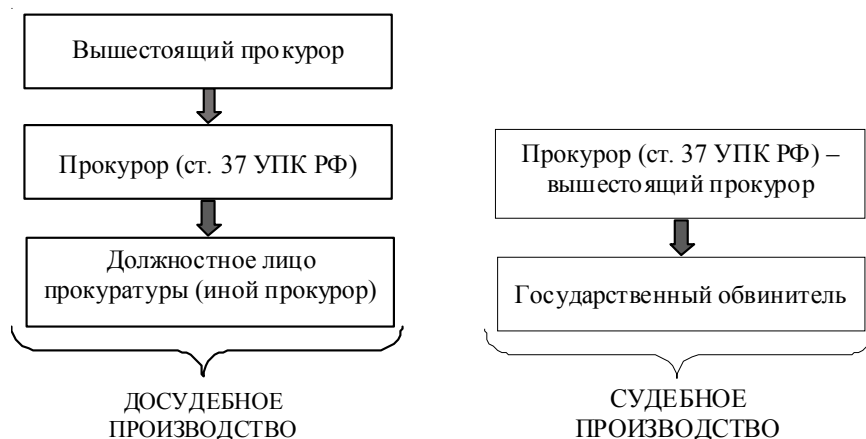 Вышестоящий прокурор
Прокурор (ст. 37 УПК РФ)
Должностное лицо
прокуратуры (иной прокурор)
ДОСУДЕБНОЕ
ПРОИЗВОДСТВО
Прокурор (ст. 37 УПК РФ) –
вышестоящий прокурор
Государственный обвинитель
СУДЕБНОЕ
ПРОИЗВОДСТВО